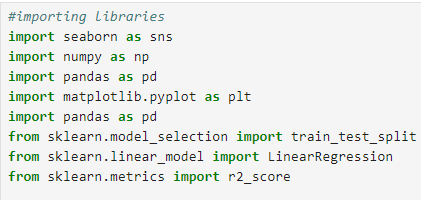 #importing libraries
import seaborn as sns
import numpy as np
import pandas as pd
import matplotlib.pyplot as plt
import pandas as pd
from sklearn.model_selection import train_test_split
from sklearn.linear_model import LinearRegression
from sklearn.metrics import r2_score